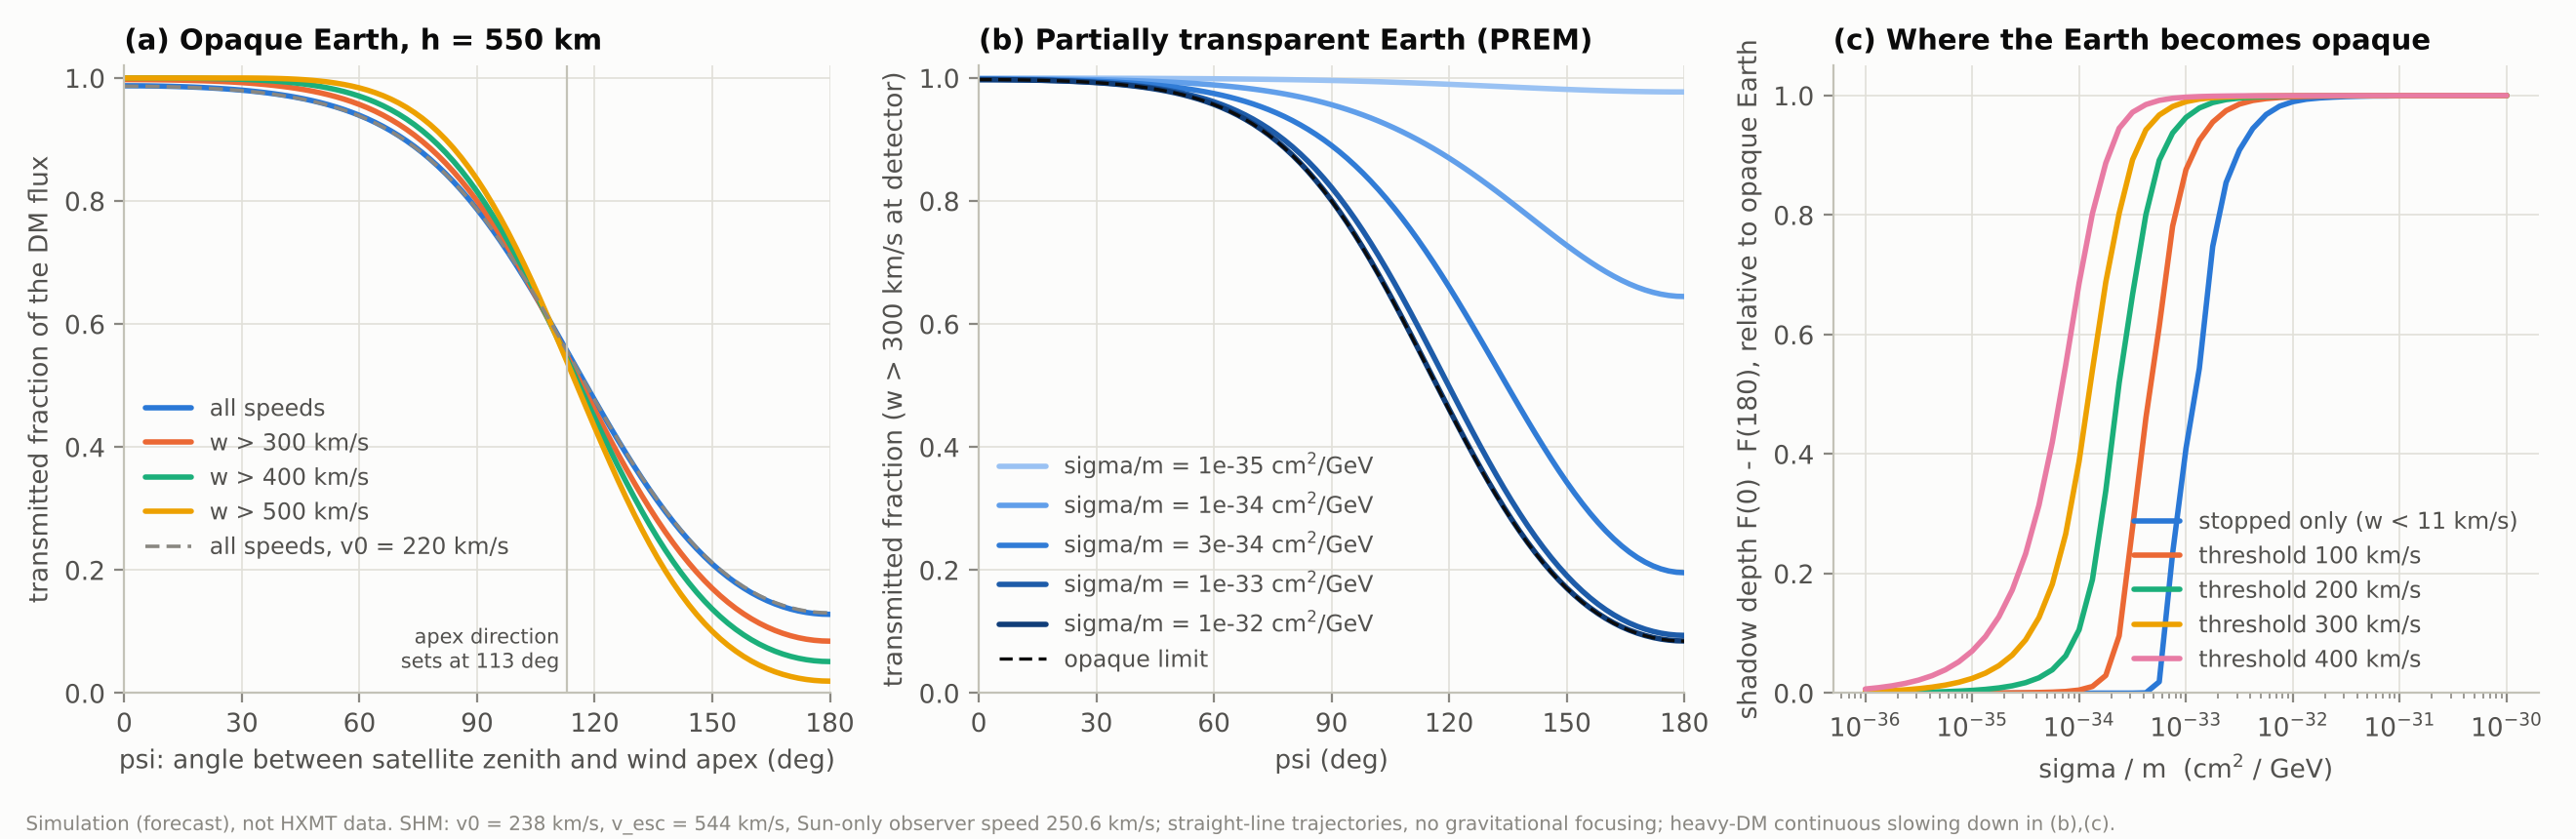 (a) Opaque Earth, h = 550 km
transmitted fraction of the DM flux
1.0
0.8
0.6
0.4
0.2
0.0
all speeds
w > 300 km/s
w > 400 km/s
w > 500 km/s
all speeds, v0 = 220 km/s
apex direction
sets at 113 deg
0 30 60 90 120 150 180
psi: angle between satellite zenith and wind apex (deg)
(b) Partially transparent Earth (PREM)
transmitted fraction (w > 300 km/s at detector)
1.0
0.8
0.6
0.4
0.2
0.0
sigma/m = 1e-35 cm²/GeV
sigma/m = 1e-34 cm²/GeV
sigma/m = 3e-34 cm²/GeV
sigma/m = 1e-33 cm²/GeV
sigma/m = 1e-32 cm²/GeV
opaque limit
0 30 60 90 120 150 180
psi (deg)
(c) Where the Earth becomes opaque
shadow depth F(0) - F(180), relative to opaque Earth
1.0
0.8
0.6
0.4
0.2
0.0
stopped only (w < 11 km/s)
threshold 100 km/s
threshold 200 km/s
threshold 300 km/s
threshold 400 km/s
10⁻³⁶ 10⁻³⁵ 10⁻³⁴ 10⁻³³ 10⁻³² 10⁻³¹ 10⁻³⁰
sigma / m (cm² / GeV)
Simulation (forecast), not HXMT data. SHM: v0 = 238 km/s, v_esc = 544 km/s, Sun-only observer speed 250.6 km/s; straight-line trajectories, no gravitational focusing; heavy-DM continuous slowing down in (b),(c).